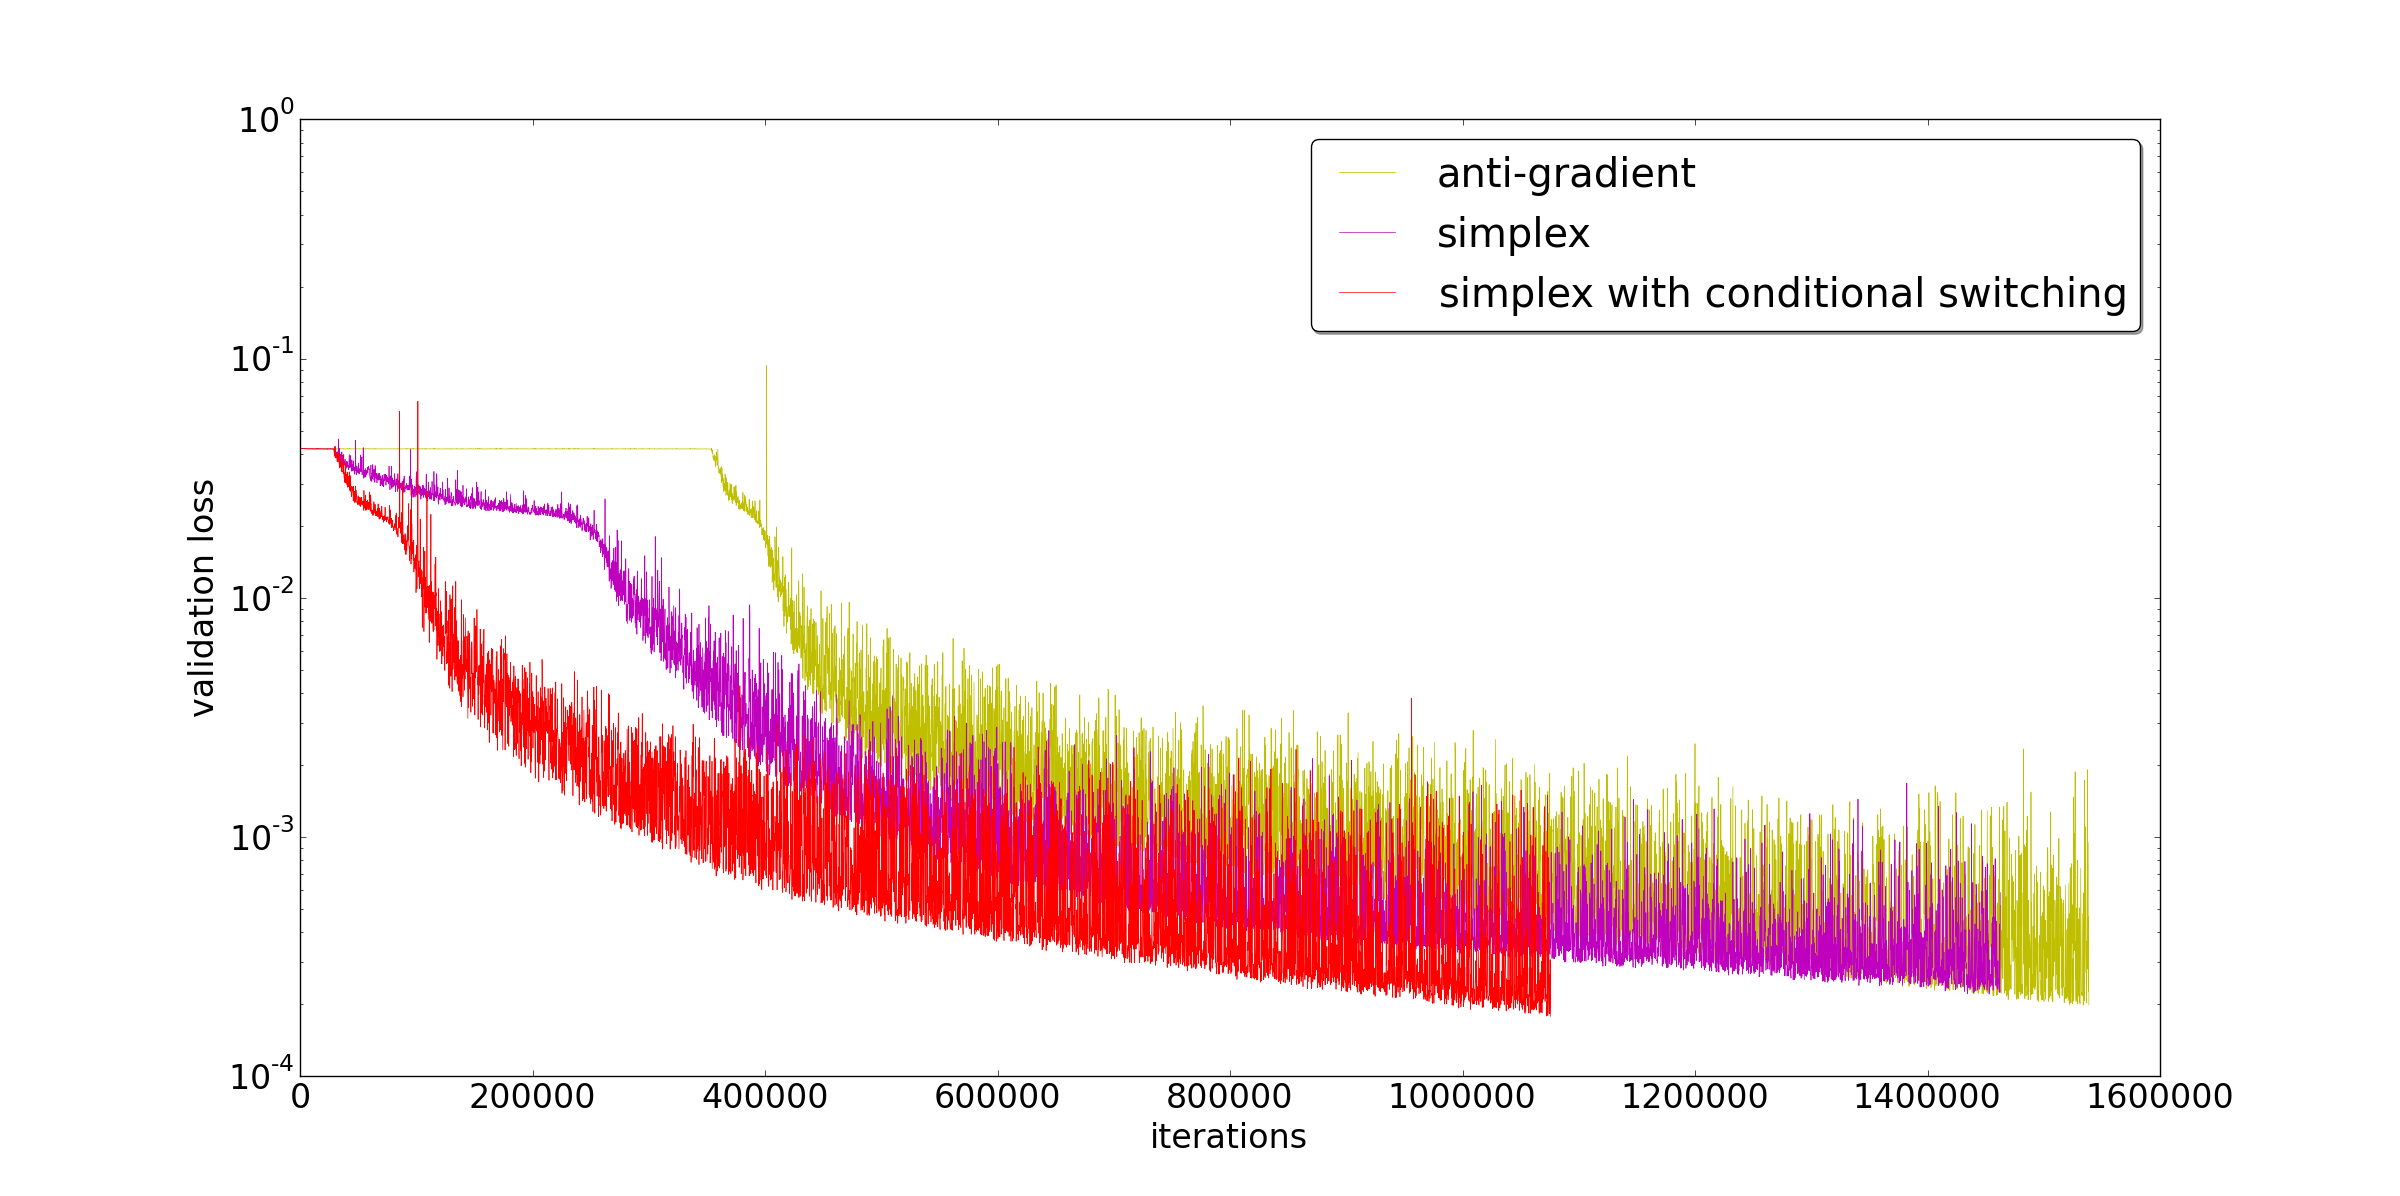 10^0
10^-1
10^-2
10^-3
10^-4
validation loss
anti-gradient
simplex
simplex with conditional switching
0 200000 400000 600000 800000 1000000 1200000 1400000 1600000
iterations